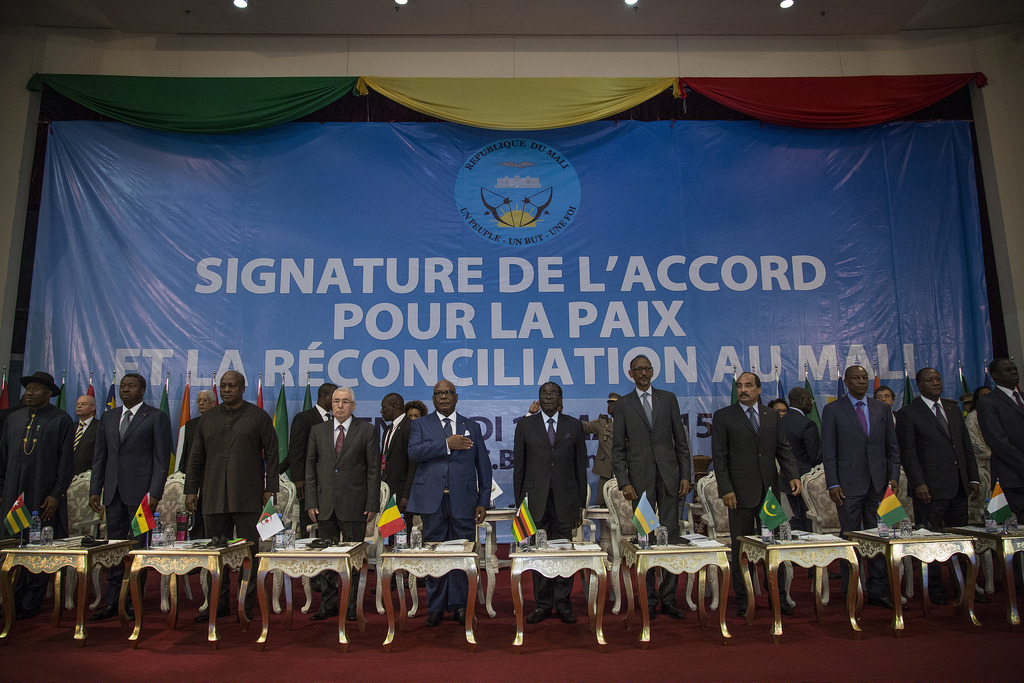 REPUBLIQUE DU MALI
UN PEUPLE - UN BUT - UNE FOI
SIGNATURE DE L'ACCORD
POUR LA PAIX
ET LA RÉCONCILIATION AU MALI